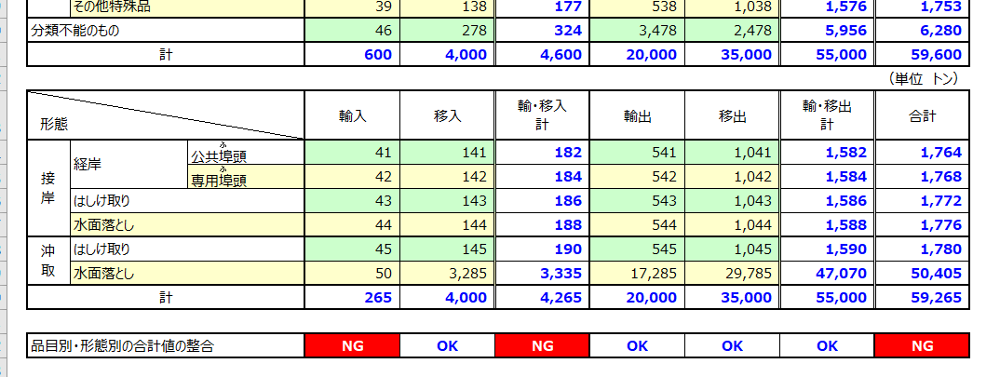 その他特殊品 39 138 177 538 1,038 1,576 1,753
分類不能のもの 46 278 324 3,478 2,478 5,956 6,280
計 600 4,000 4,600 20,000 35,000 55,000 59,600
（単位 トン）
形態 輸入 移入 輸・移入 計 輸出 移出 輸・移出 計 合計
接岸 経岸 ふ 公共埠頭 41 141 182 541 1,041 1,582 1,764
ふ 専用埠頭 42 142 184 542 1,042 1,584 1,768
はしけ取り 43 143 186 543 1,043 1,586 1,772
水面落とし 44 144 188 544 1,044 1,588 1,776
沖取 はしけ取り 45 145 190 545 1,045 1,590 1,780
水面落とし 50 3,285 3,335 17,285 29,785 47,070 50,405
計 265 4,000 4,265 20,000 35,000 55,000 59,265
品目別・形態別の合計値の整合 NG OK NG OK OK OK NG